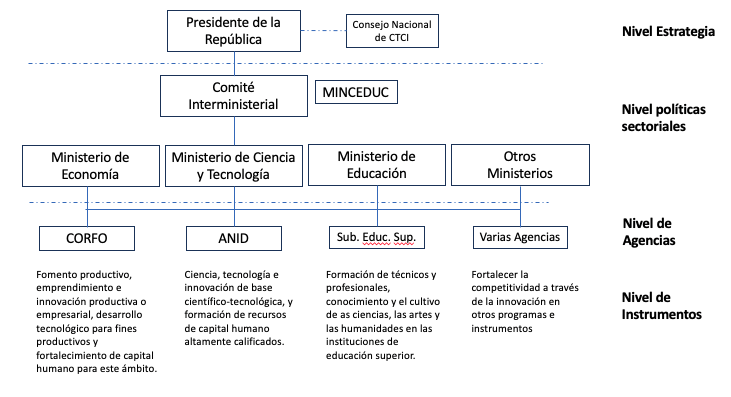 Presidente de la
República
Consejo Nacional
de CTCI
Nivel Estrategia
Comité
Interministerial
MINCEDUC
Nivel políticas
sectoriales
Ministerio de
Economía
Ministerio de Ciencia
y Tecnología
Ministerio de
Educación
Otros
Ministerios
CORFO
ANID
Sub. Educ. Sup.
Varias Agencias
Nivel de
Agencias
Fomento productivo,
emprendimiento e
innovación productiva o
empresarial, desarrollo
tecnológico para fines
productivos y
fortalecimiento de capital
humano para este ámbito.
Ciencia, tecnología e
innovación de base
científico-tecnológica, y
formación de recursos
de capital humano
altamente calificados.
Formación de técnicos y
profesionales,
conocimiento y el cultivo
de as ciencias, las artes y
las humanidades en las
instituciones de
educación superior.
Fortalecer la
competitividad a través
de la innovación en
otros programa e
instrumentos
Nivel de
Instrumentos